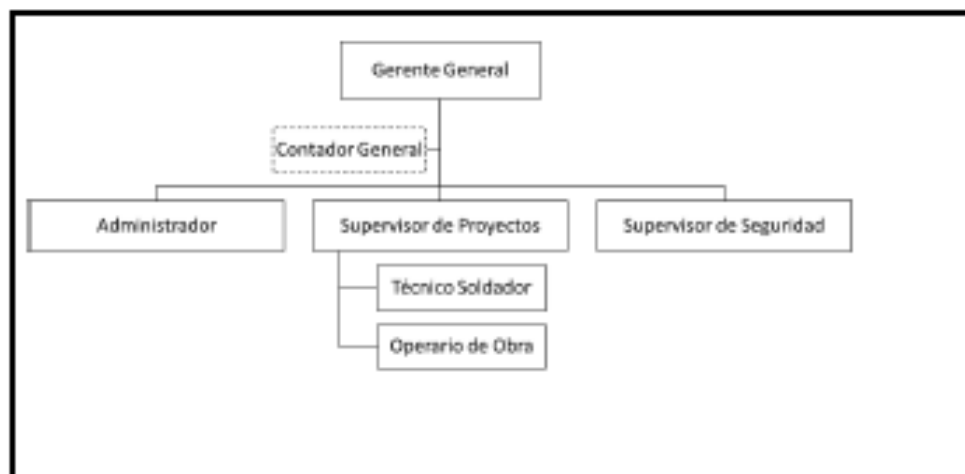 Gerente General
Contador General
Administrador
Supervisor de Proyectos
Supervisor de Seguridad
Técnico Soldador
Operario de Obra